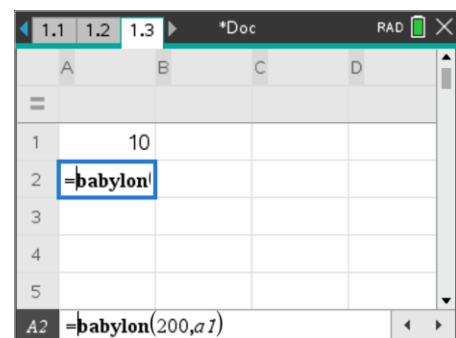 1.1 1.2 1.3 *Doc RAD
A B C D
=
1 10
2 =babylon(
3
4
5
A2 =babylon(200,a1)